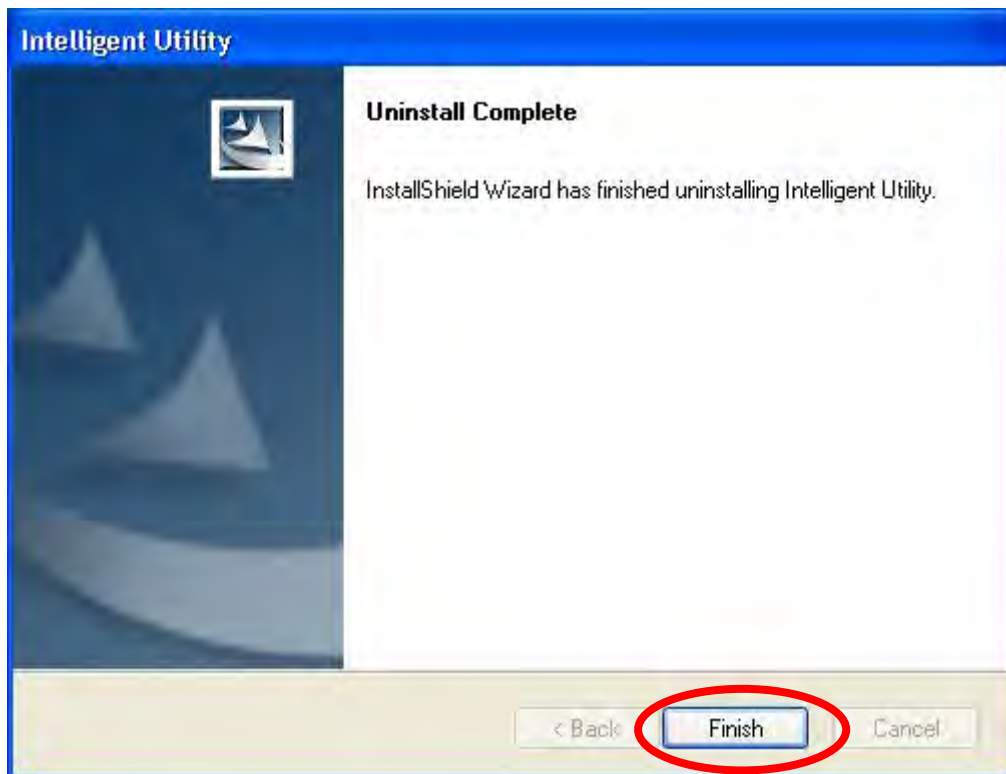 Intelligent Utility
Uninstall Complete
InstallShield Wizard has finished uninstalling Intelligent Utility.
< Back
Finish
Cancel